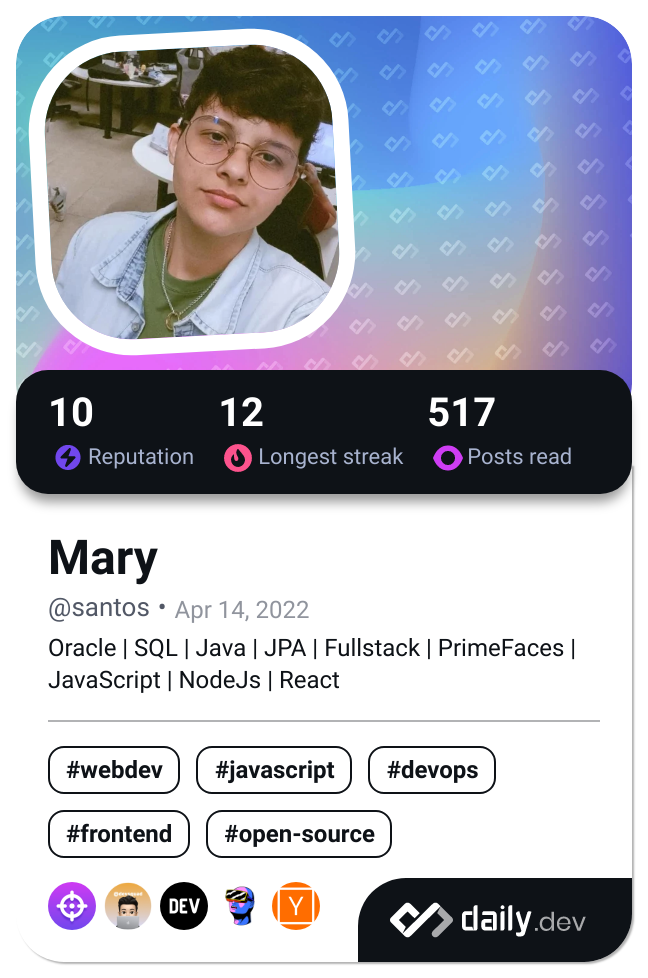 10 12 517
Reputation Longest streak Posts read
Mary
@santos • Apr 14, 2022
Oracle | SQL | Java | JPA | Fullstack | PrimeFaces |
JavaScript | NodeJs | React
#webdev #javascript #devops
#frontend #open-source
DEV Y
daily.dev